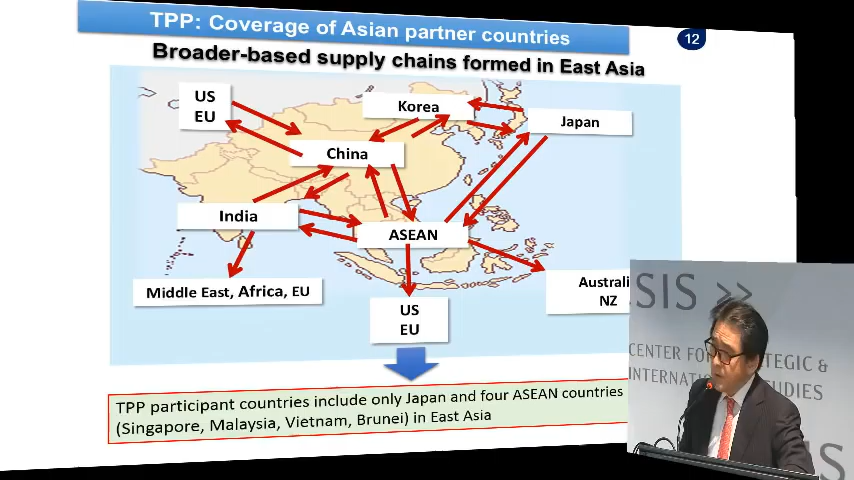 TPP: Coverage of Asian partner countries
12
Broader-based supply chains formed in East Asia
US
EU
Korea
Japan
China
India
ASEAN
Middle East, Africa, EU
Australi
NZ
US
EU
TPP participant countries include only Japan and four ASEAN countries
(Singapore, Malaysia, Vietnam, Brunei) in East Asia
SIS >>
CENTER FO TEGIC &
INTERNATI STUDIES